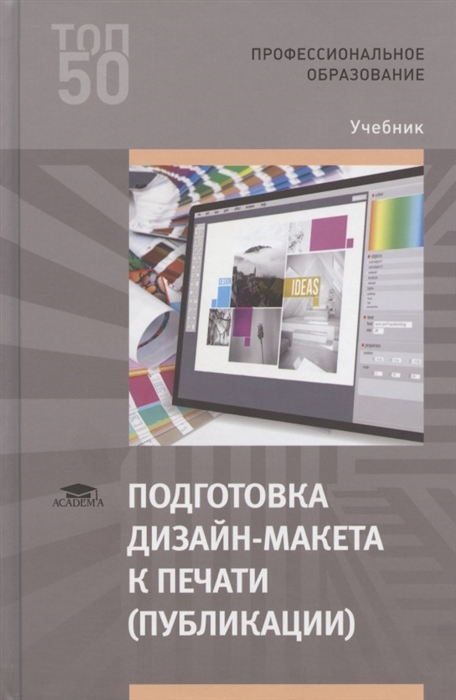 ТОП
50
ПРОФЕССИОНАЛЬНОЕ
ОБРАЗОВАНИЕ
Учебник
IDEAS
ACADEMA
ПОДГОТОВКА
ДИЗАЙН-МАКЕТА
К ПЕЧАТИ
(ПУБЛИКАЦИИ)